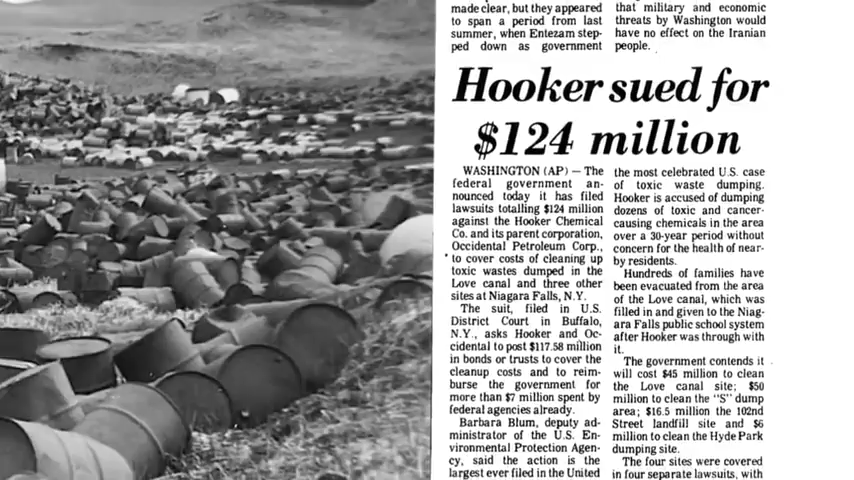 made clear, but they appeared
to span a period from last
summer, when Entezam step-
ped down as government
that military and economic
threats by Washington would
have no effect on the Iranian
people.
Hooker sued for
$124 million
WASHINGTON (AP) — The
federal government an-
nounced today it has filed
lawsuits totalling $124 million
against the Hooker Chemical
Co. and its parent corporation,
Occidental Petroleum Corp.,
to cover costs of cleaning up
toxic wastes dumped in the
Love canal and three other
sites at Niagara Falls, N.Y.
The suit, filed in U.S.
District Court in Buffalo,
N.Y., asks Hooker and Oc-
cidental to post $117.58 million
in bonds or trusts to cover the
cleanup costs and to reim-
burse the government for
more than $7 million spent by
federal agencies already.
Barbara Blum, deputy ad-
ministrator of the U.S. En-
vironmental Protection Agen-
cy, said the action is the
largest ever filed in the United
the most celebrated U.S. case
of toxic waste dumping.
Hooker is accused of dumping
dozens of toxic and cancer-
causing chemicals in the area
over a 30-year period without
concern for the health of near-
by residents.
Hundreds of families have
been evacuated from the area
of the Love canal, which was
filled in and given to the Niag-
ara Falls public school system
after Hooker was through with
it.
The government contends it
will cost $45 million to clean
the Love canal site; $50
million to clean the "S" dump
area; $16.5 million the 102nd
Street landfill site and $6
million to clean the Hyde Park
dumping site.
The four sites were covered
in four separate lawsuits, with